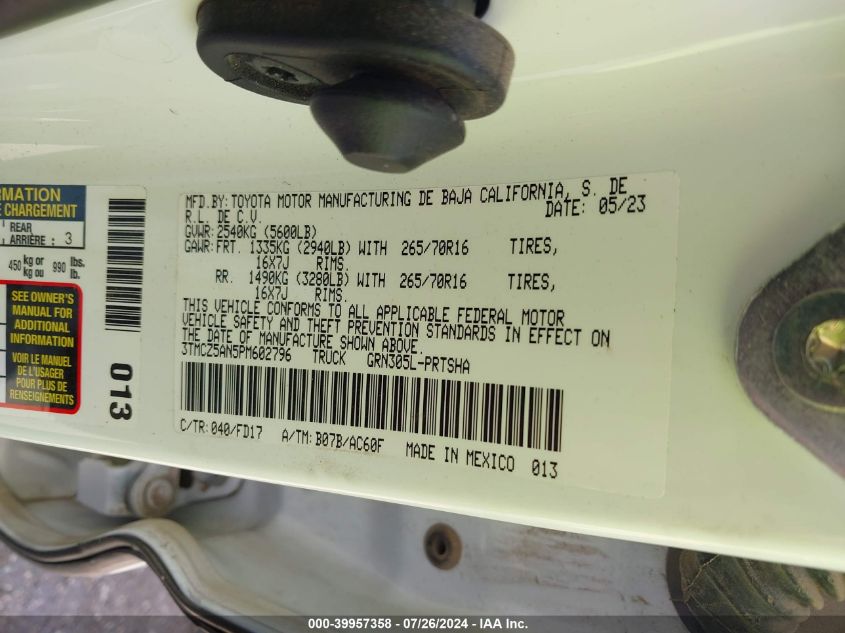 RMATION
E CHARGEMENT
REAR
ARRIÈRE : 3
450 kg or 990 lbs.
kg ou lb.
SEE OWNER'S
MANUAL FOR
ADDITIONAL
INFORMATION
VOIR LE MANUEL
DE L'USAGER
POUR PLUS DE
RENSEIGNEMENTS
013
MFD.BY:TOYOTA MOTOR MANUFACTURING DE BAJA CALIFORNIA, S. DE
R.L. DE C.V. DATE: 05/23
GVWR:2540KG (5600LB)
GAWR:FRT. 1335KG (2940LB) WITH 265/70R16 TIRES,
16X7J RIMS.
RR. 1490KG (3280LB) WITH 265/70R16 TIRES,
16X7J RIMS.
THIS VEHICLE CONFORMS TO ALL APPLICABLE FEDERAL MOTOR
VEHICLE SAFETY AND THEFT PREVENTION STANDARDS IN EFFECT ON
THE DATE OF MANUFACTURE SHOWN ABOVE.
3TMCZ5AN5PM602796 TRUCK GRN305L-PRTSHA
C/TR:040/FD17 A/TM:B07B/AC60F MADE IN MEXICO 013
000-39957358 - 07/26/2024 - IAA Inc.